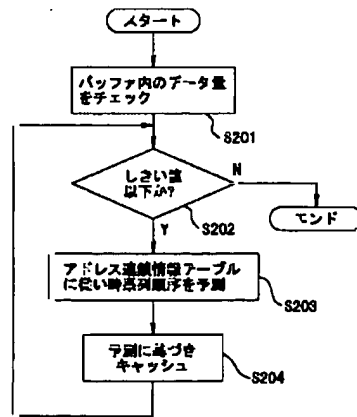 スタート
バッファ内のデータ量
をチェック
S201
しきい値
以下か?
N
Y
S202
エンド
アドレス連鎖情報テーブル
に従い時系列順序を予測
S203
予測に基づき
キャッシュ
S204